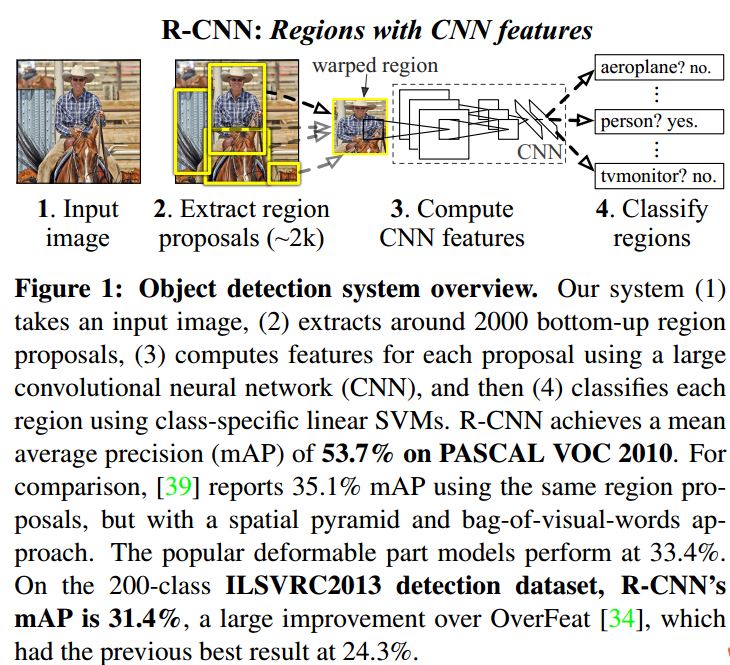 R-CNN: Regions with CNN features
warped region
aeroplane? no.
⋮
person? yes.
⋮
tvmonitor? no.
CNN
1. Input
image
2. Extract region
proposals (~2k)
3. Compute
CNN features
4. Classify
regions
Figure 1: Object detection system overview. Our system (1)
takes an input image, (2) extracts around 2000 bottom-up region
proposals, (3) computes features for each proposal using a large
convolutional neural network (CNN), and then (4) classifies each
region using class-specific linear SVMs. R-CNN achieves a mean
average precision (mAP) of 53.7% on PASCAL VOC 2010. For
comparison, [39] reports 35.1% mAP using the same region pro-
posals, but with a spatial pyramid and bag-of-visual-words ap-
proach. The popular deformable part models perform at 33.4%.
On the 200-class ILSVRC2013 detection dataset, R-CNN's
mAP is 31.4%, a large improvement over OverFeat [34], which
had the previous best result at 24.3%.